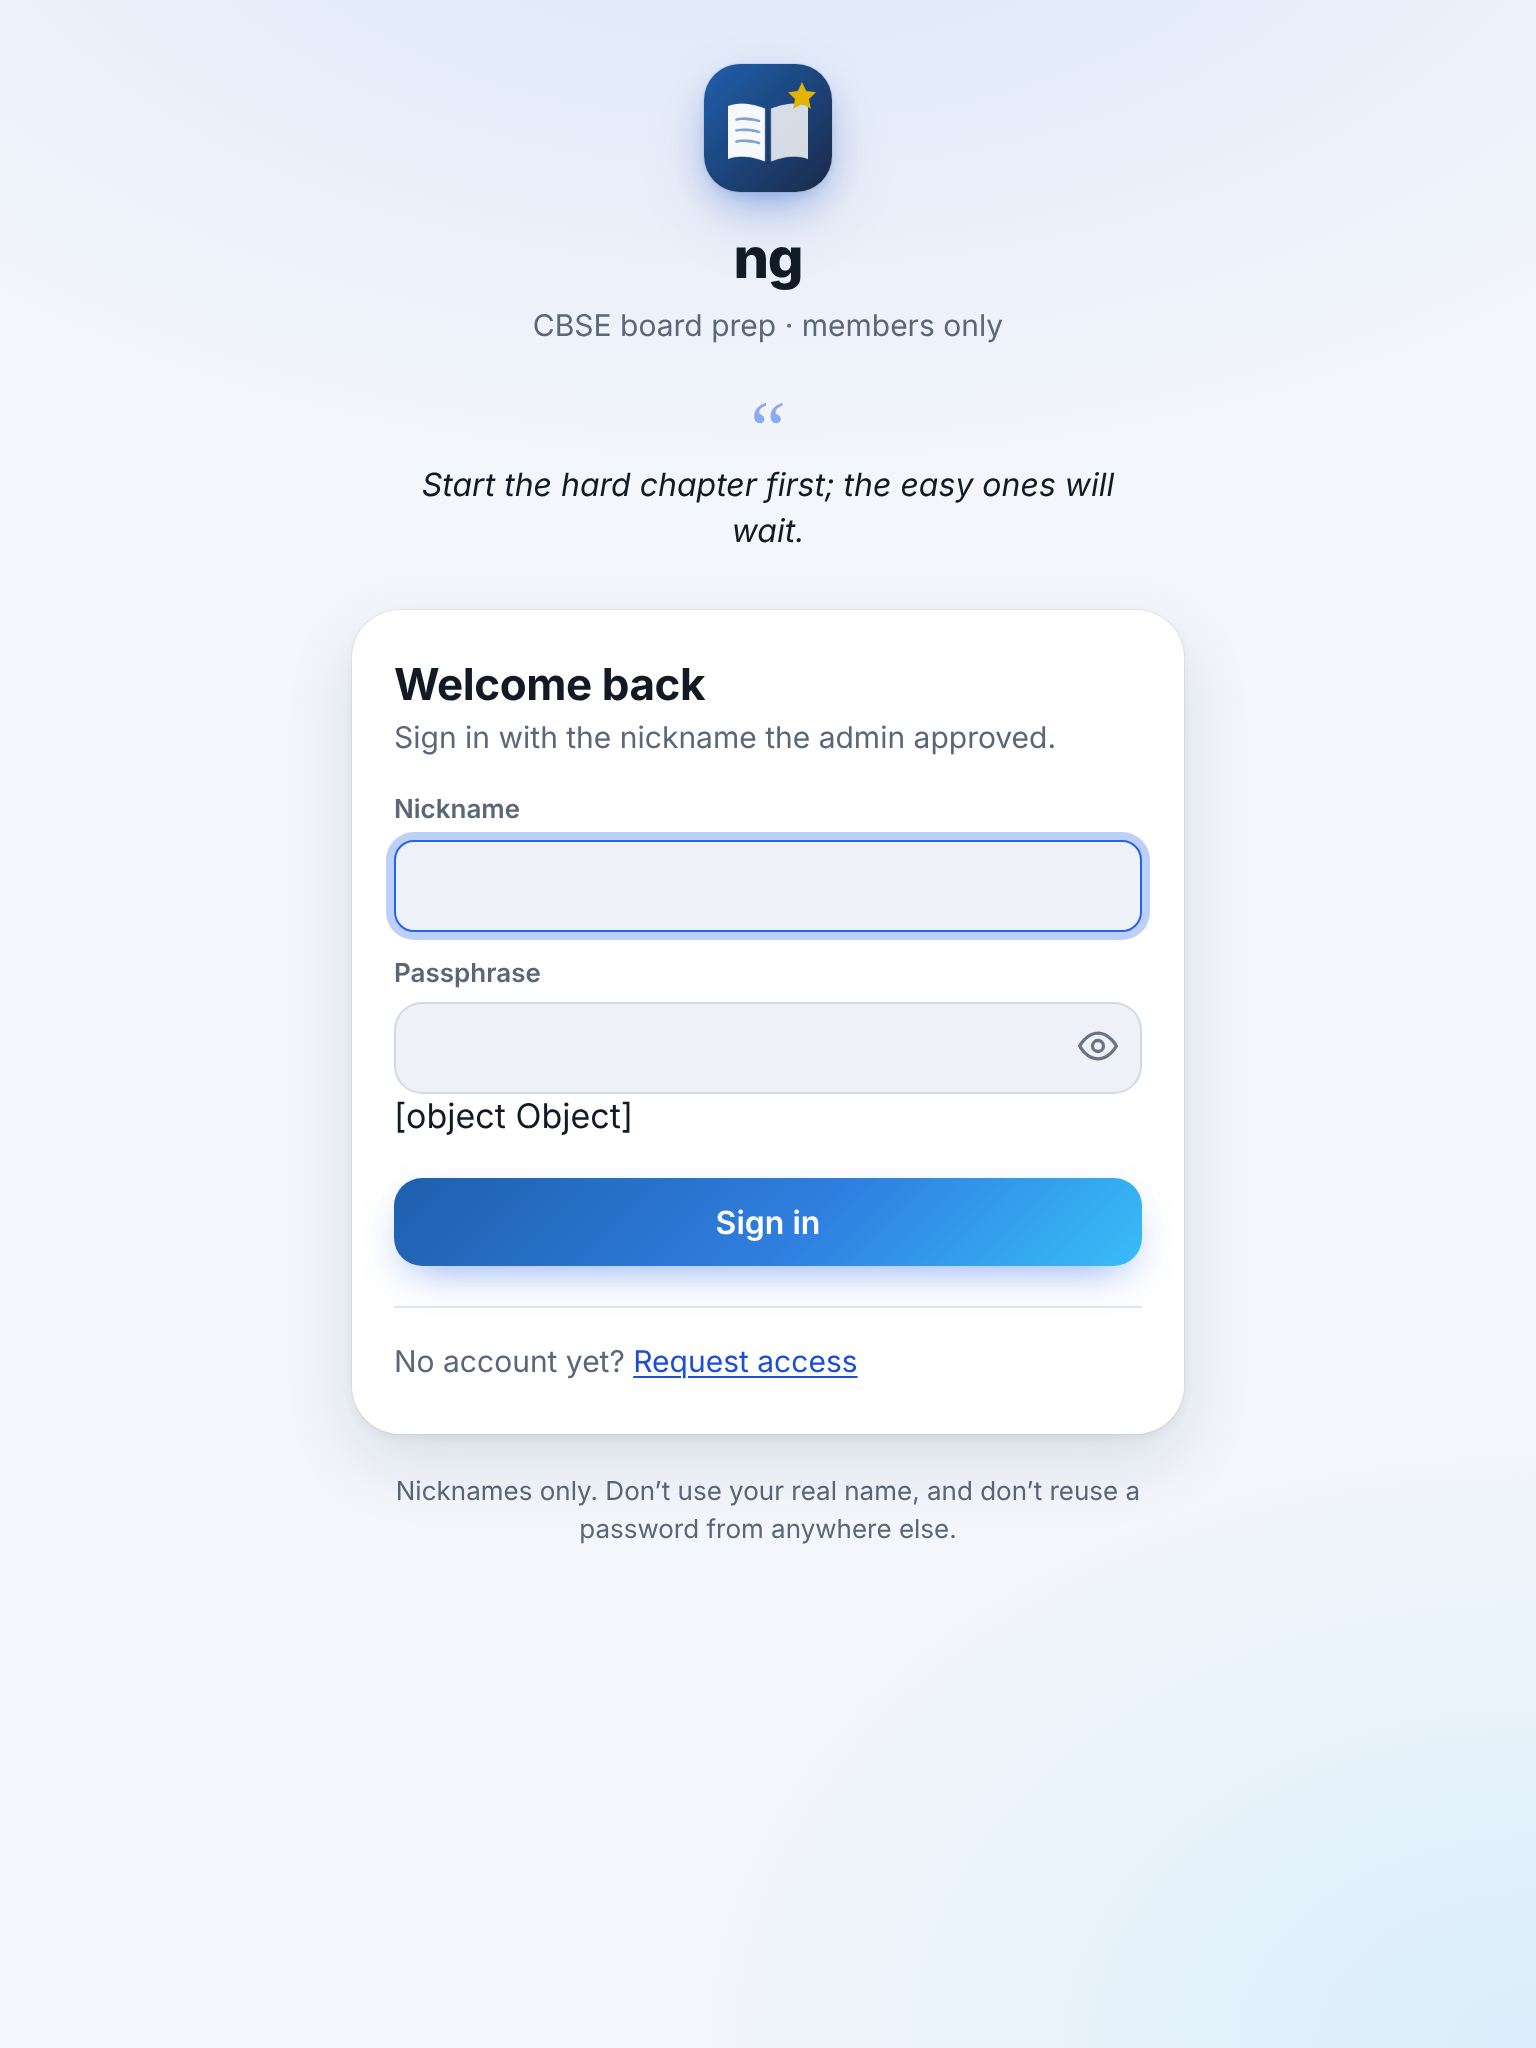 ng
CBSE board prep · members only
“
Start the hard chapter first; the easy ones will
wait.
Welcome back
Sign in with the nickname the admin approved.
Nickname
Passphrase
[object Object]
Sign in
No account yet? Request access
Nicknames only. Don’t use your real name, and don’t reuse a
password from anywhere else.